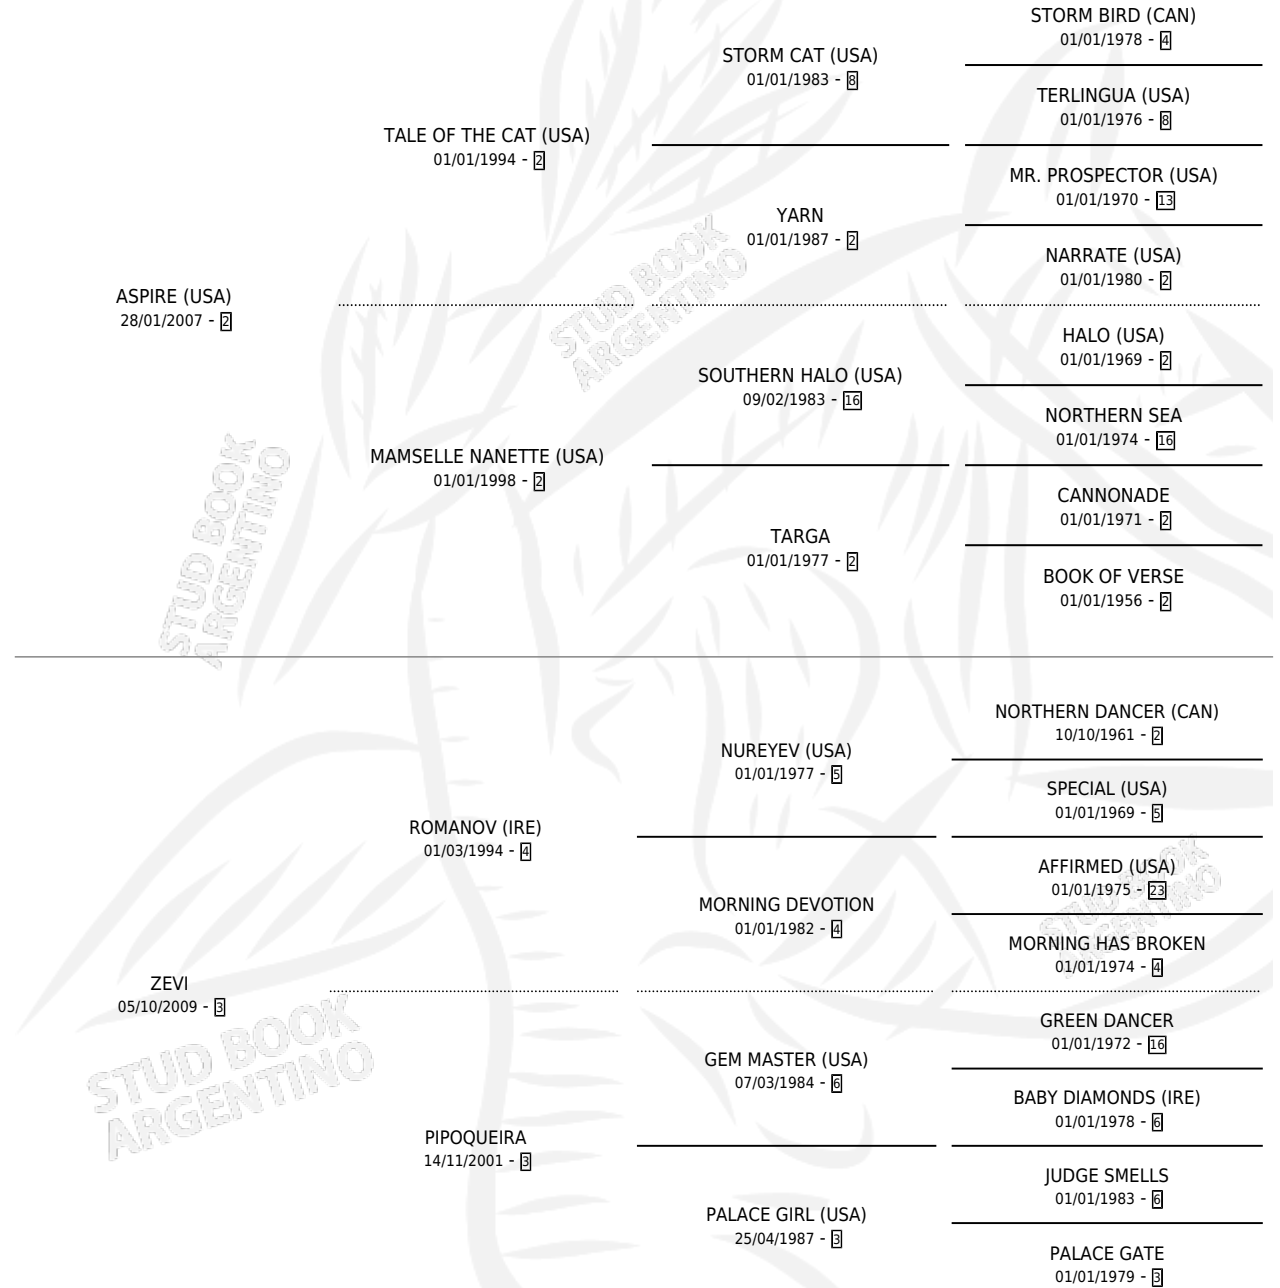 STORM BIRD (CAN)
01/01/1978 - 4
STORM CAT (USA)
01/01/1983 - 8
TERLINGUA (USA)
01/01/1976 - 8
TALE OF THE CAT (USA)
01/01/1994 - 2
MR. PROSPECTOR (USA)
01/01/1970 - 13
YARN
01/01/1987 - 2
NARRATE (USA)
01/01/1980 - 2
ASPIRE (USA)
28/01/2007 - 2
STUD BOOK
ARGENTINO
HALO (USA)
01/01/1969 - 2
SOUTHERN HALO (USA)
09/02/1983 - 16
NORTHERN SEA
01/01/1974 - 16
MAMSELLE NANETTE (USA)
01/01/1998 - 2
CANNONADE
01/01/1971 - 2
TARGA
01/01/1977 - 2
BOOK OF VERSE
01/01/1956 - 2
STUD BOOK
ARGENTINO
NORTHERN DANCER (CAN)
10/10/1961 - 2
NUREYEV (USA)
01/01/1977 - 5
SPECIAL (USA)
01/01/1969 - 5
ROMANOV (IRE)
01/03/1994 - 4
AFFIRMED (USA)
01/01/1975 - 23
MORNING DEVOTION
01/01/1982 - 4
STUD BOOK
ARGENTINO
MORNING HAS BROKEN
01/01/1974 - 4
ZEVI
05/10/2009 - 3
STUD BOOK
ARGENTINO
GREEN DANCER
01/01/1972 - 16
GEM MASTER (USA)
07/03/1984 - 6
BABY DIAMONDS (IRE)
01/01/1978 - 6
PIPOQUEIRA
14/11/2001 - 3
JUDGE SMELLS
01/01/1983 - 6
PALACE GIRL (USA)
25/04/1987 - 3
PALACE GATE
01/01/1979 - 3